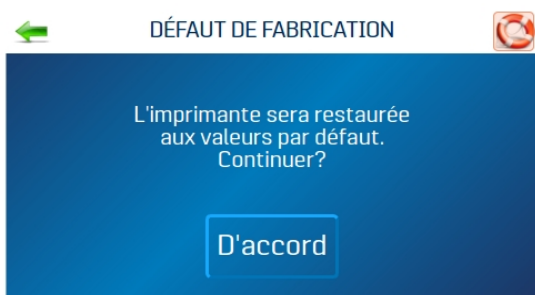 DÉFAUT DE FABRICATION
L'imprimante sera restaurée
aux valeurs par défaut.
Continuer?
D'accord